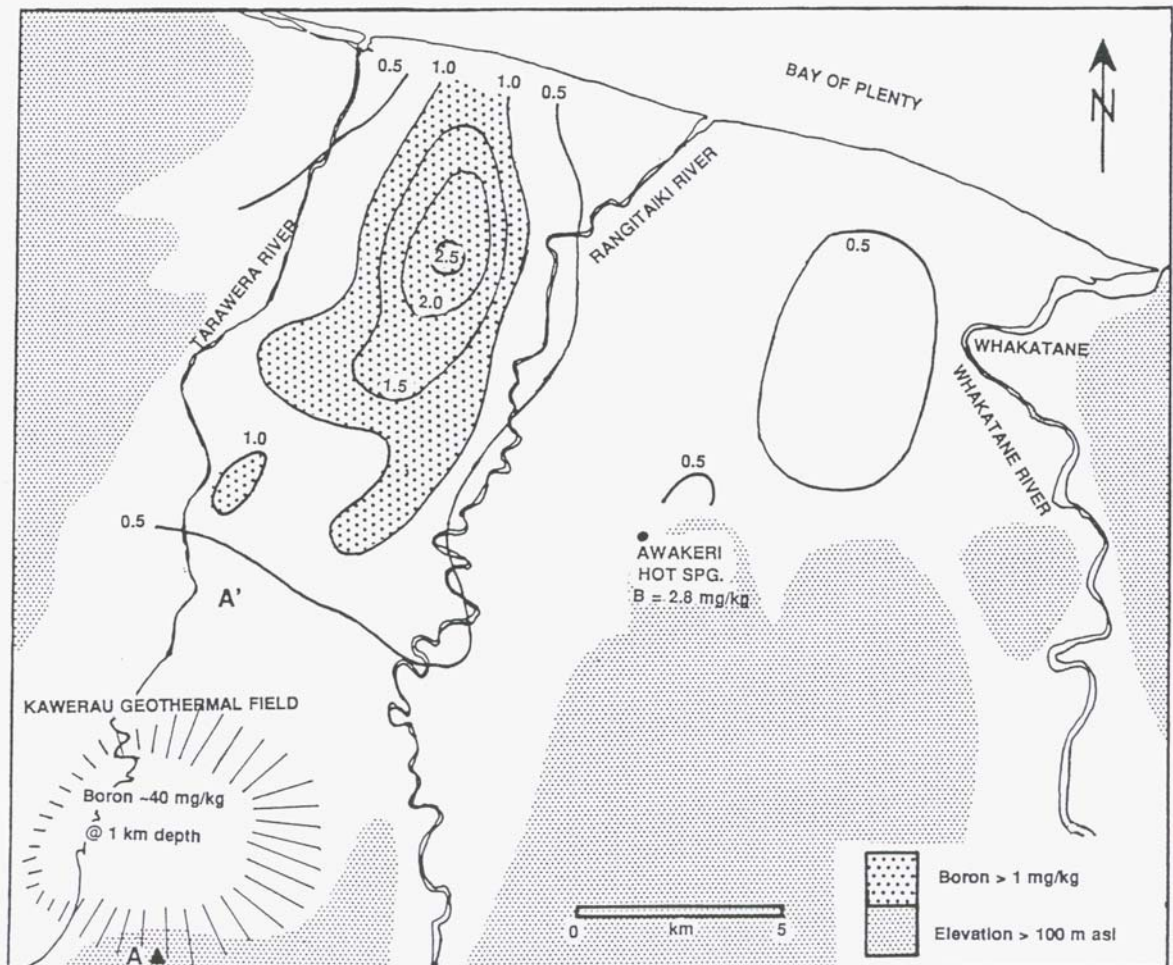 0.5
1.0
1.0
0.5
BAY OF PLENTY
N
RANGITAIKI RIVER
TARAWERA RIVER
2.5
2.0
1.5
0.5
WHAKATANE
WHAKATANE RIVER
1.0
0.5
0.5
AWAKERI
HOT SPG.
B = 2.8 mg/kg
A'
KAWERAU GEOTHERMAL FIELD
Boron ~40 mg/kg
@ 1 km depth
A
0
km
5
Boron > 1 mg/kg
Elevation > 100 m asl